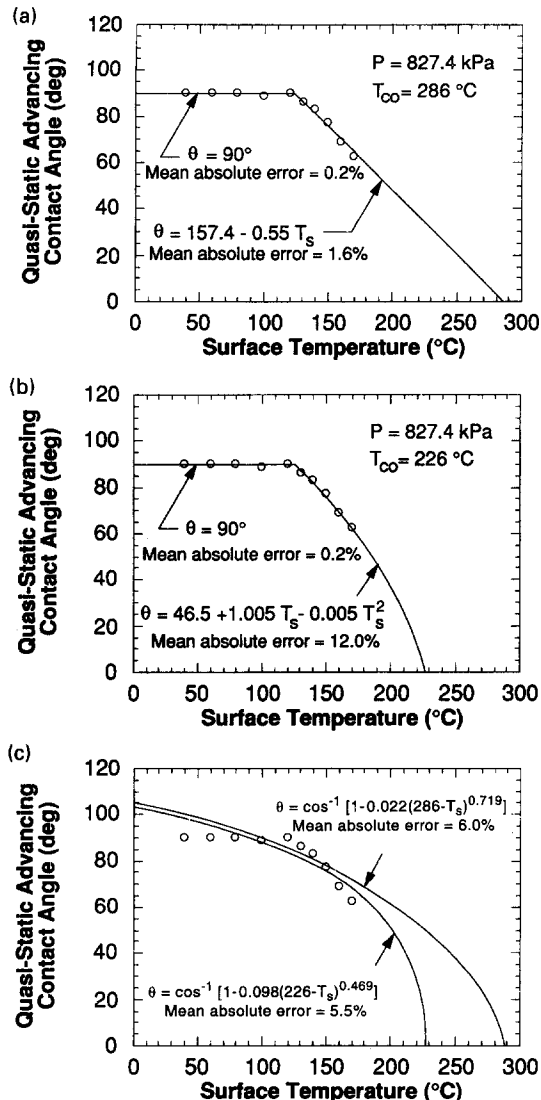 (a)
120
100
80
60
40
20
0
P = 827.4 kPa
T_CO = 286 °C
θ = 90°
Mean absolute error = 0.2%
θ = 157.4 - 0.55 T_S
Mean absolute error = 1.6%
0 50 100 150 200 250 300
Surface Temperature (°C)
Quasi-Static Advancing
Contact Angle (deg)
(b)
120
100
80
60
40
20
0
P = 827.4 kPa
T_CO = 226 °C
θ = 90°
Mean absolute error = 0.2%
θ = 46.5 +1.005 T_S - 0.005 T_S^2
Mean absolute error = 12.0%
0 50 100 150 200 250 300
Surface Temperature (°C)
Quasi-Static Advancing
Contact Angle (deg)
(c)
120
100
80
60
40
20
0
θ = cos⁻¹ [1-0.022(286-T_S)^0.719]
Mean absolute error = 6.0%
θ = cos⁻¹ [1-0.098(226-T_S)^0.469]
Mean absolute error = 5.5%
0 50 100 150 200 250 300
Surface Temperature (°C)
Quasi-Static Advancing
Contact Angle (deg)